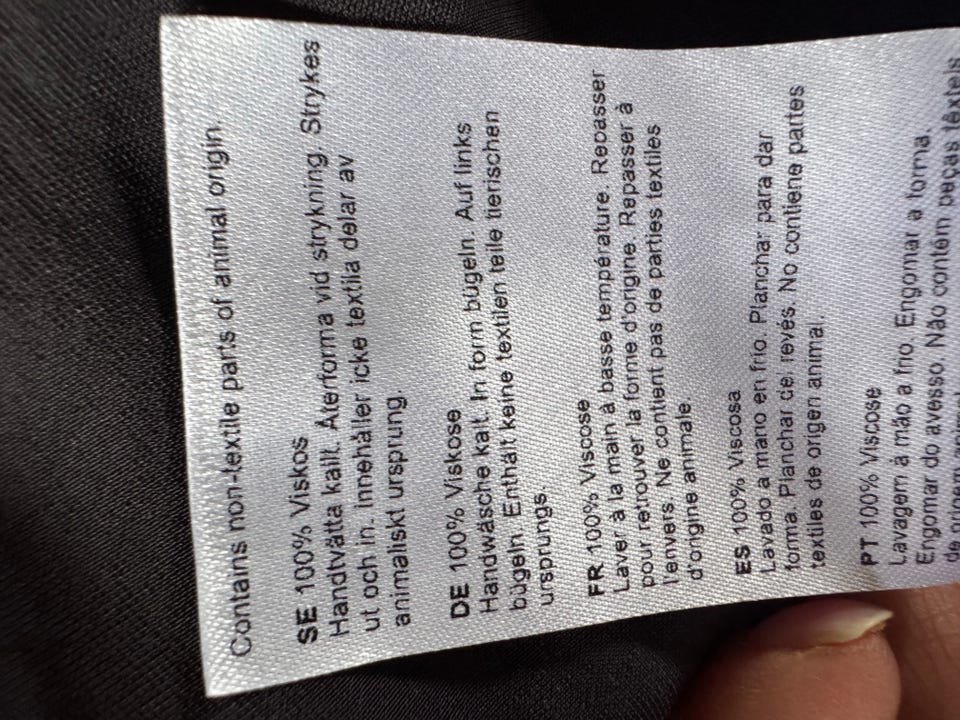 Contains non-textile parts of animal origin.
SE 100% Viskos
Handtvätta kallt. Återforma vid strykning. Strykes
ut och in. Innehåller icke textila delar av
animaliskt ursprung.
DE 100% Viskose
Handwäsche kalt. In form bügeln. Auf links
bügeln. Enthält keine textilen teile tierischen
ursprungs.
FR 100% Viscose
Laver à la main à basse température. Repasser
pour retrouver la forme d'origine. Repasser à
l'envers. Ne contient pas de parties textiles
d'origine animale.
ES 100% Viscosa
Lavado a mano en frío. Planchar para dar
forma. Planchar del revés. No contiene partes
textiles de origen animal.
PT 100% Viscose
Lavagem à mão a frio. Engomar a forma.
Engomar do avesso. Não contém peças têxteis
de origem animal.